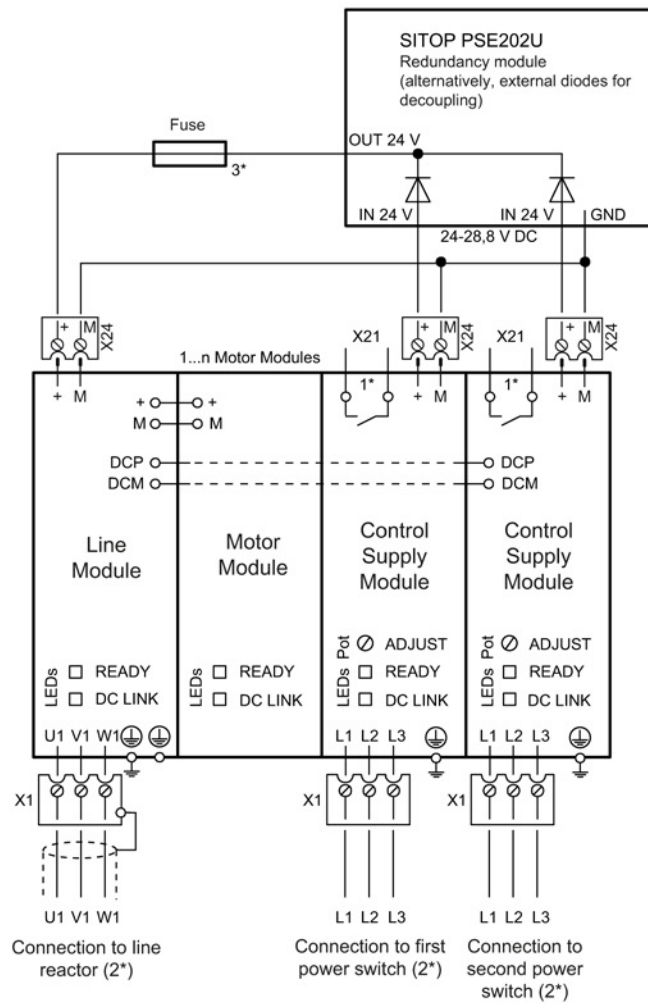 SITOP PSE202U
Redundancy module
(alternatively, external diodes for
decoupling)
Fuse
3*
OUT 24 V
IN 24 V
IN 24 V
GND
24-28,8 V DC
+ M
X24
1...n Motor Modules
X21
1*
+ M
X24
X21
1*
+ M
X24
+ M
+ M
+ M
+ +
M M
DCP
DCM
DCP
DCM
Line
Module
Motor
Module
Control
Supply
Module
Control
Supply
Module
LEDs
READY
DC LINK
LEDs
READY
DC LINK
Pot
ADJUST
LEDs
READY
DC LINK
Pot
ADJUST
LEDs
READY
DC LINK
U1 V1 W1
L1 L2 L3
L1 L2 L3
X1
X1
X1
U1 V1 W1
L1 L2 L3
L1 L2 L3
Connection to line
reactor (2*)
Connection to first
power switch (2*)
Connection to
second power
switch (2*)